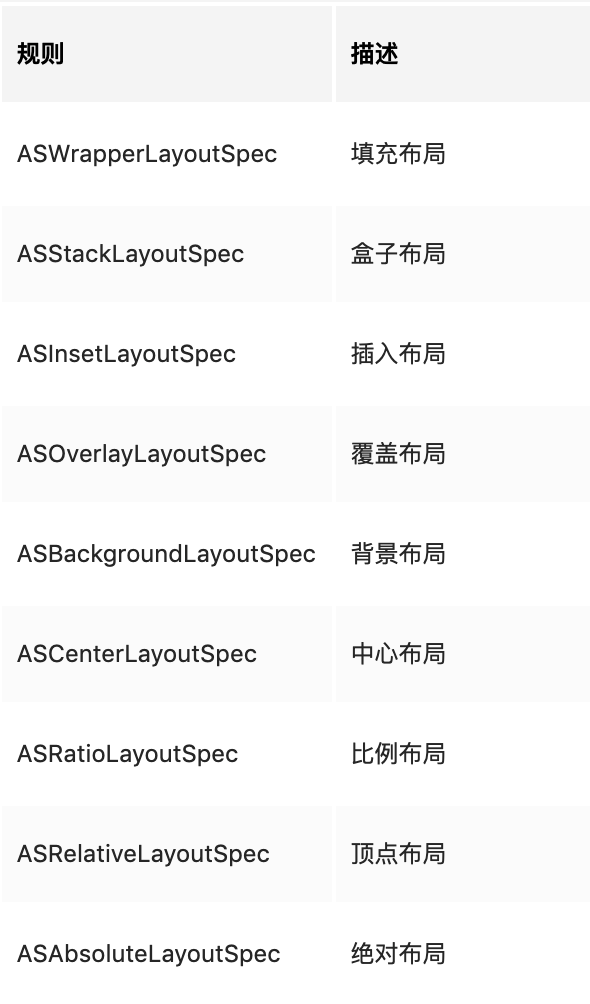 规则 描述
ASWrapperLayoutSpec 填充布局
ASStackLayoutSpec 盒子布局
ASInsetLayoutSpec 插入布局
ASOverlayLayoutSpec 覆盖布局
ASBackgroundLayoutSpec 背景布局
ASCenterLayoutSpec 中心布局
ASRatioLayoutSpec 比例布局
ASRelativeLayoutSpec 顶点布局
ASAbsoluteLayoutSpec 绝对布局